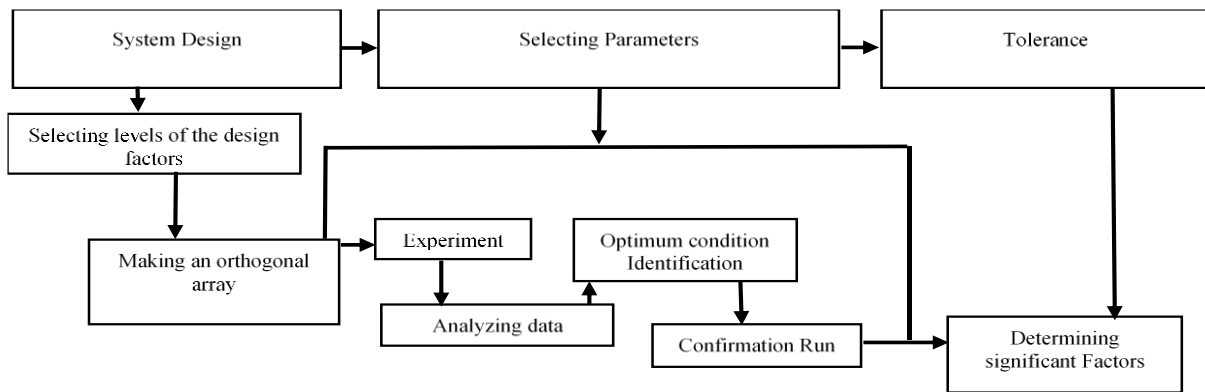 System Design
Selecting Parameters
Tolerance
Selecting levels of the design
factors
Making an orthogonal
array
Experiment
Analyzing data
Optimum condition
Identification
Confirmation Run
Determining
significant Factors